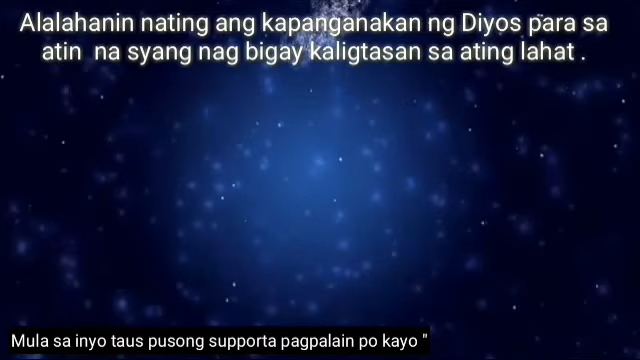 Alalahanin nating ang kapanganakan ng Diyos para sa
atin na syang nag bigay kaligtasan sa ating lahat .
Mula sa inyo taus pusong supporta pagpalain po kayo "